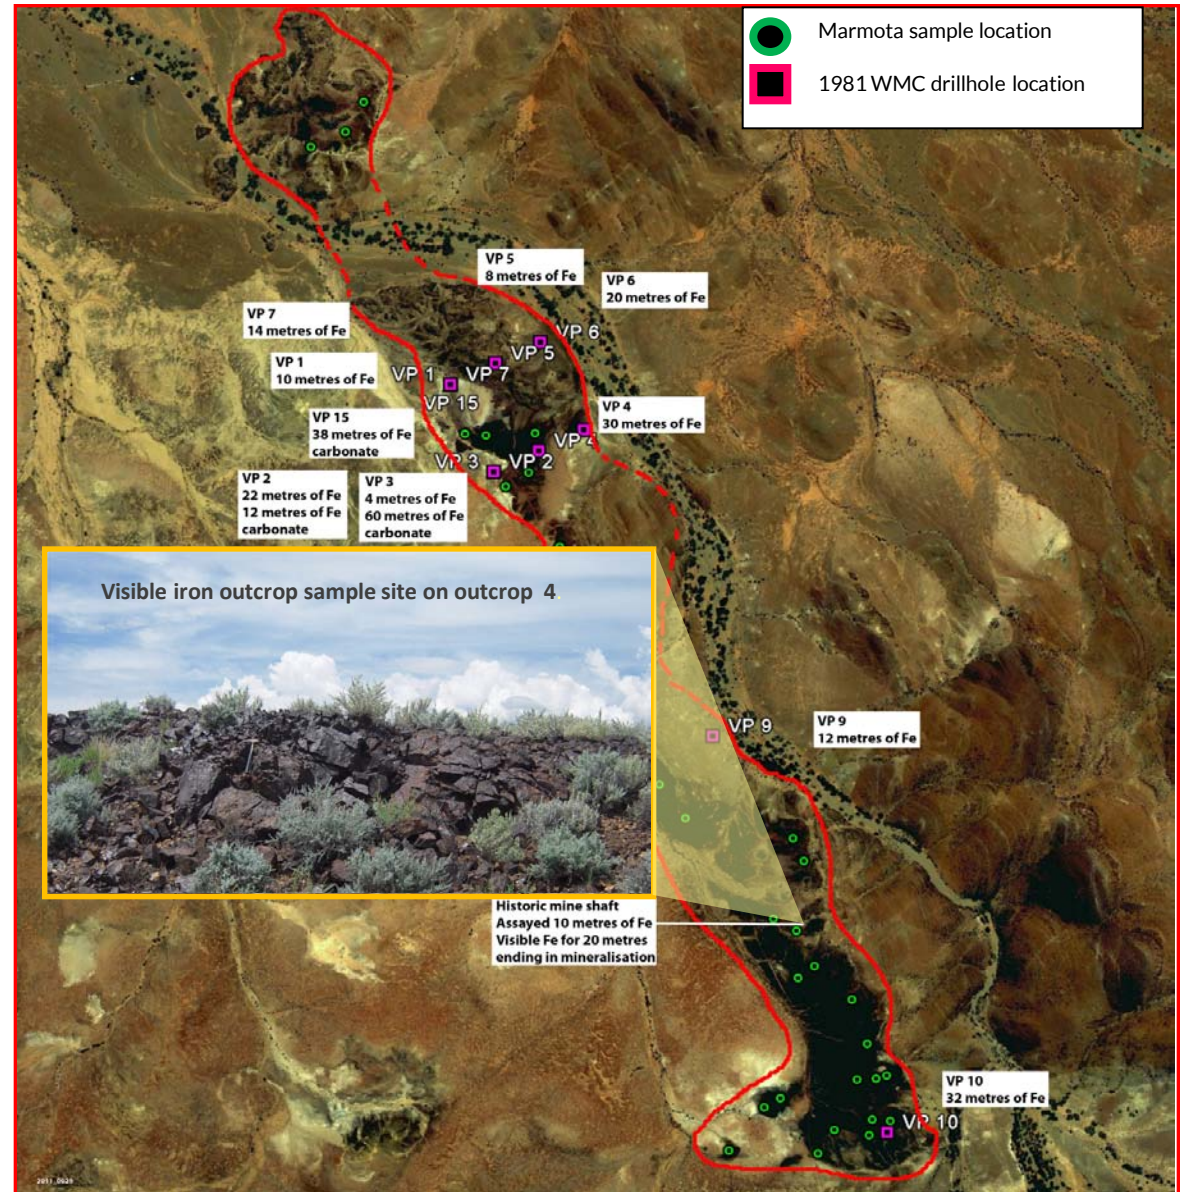 Marmota sample location
1981 WMC drillhole location
VP 5
8 metres of Fe
VP 6
20 metres of Fe
VP 7
14 metres of Fe
VP 6
VP 5
VP 1
10 metres of Fe
VP 1
VP 7
VP 15
VP 15
38 metres of Fe
carbonate
VP 4
30 metres of Fe
VP 4
VP 3
VP 2
VP 2
22 metres of Fe
12 metres of Fe
carbonate
VP 3
4 metres of Fe
60 metres of Fe
carbonate
Visible iron outcrop sample site on outcrop 4.
VP 9
VP 9
12 metres of Fe
Historic mine shaft
Assayed 10 metres of Fe
Visible Fe for 20 metres
ending in mineralisation
VP 10
32 metres of Fe
VP 10